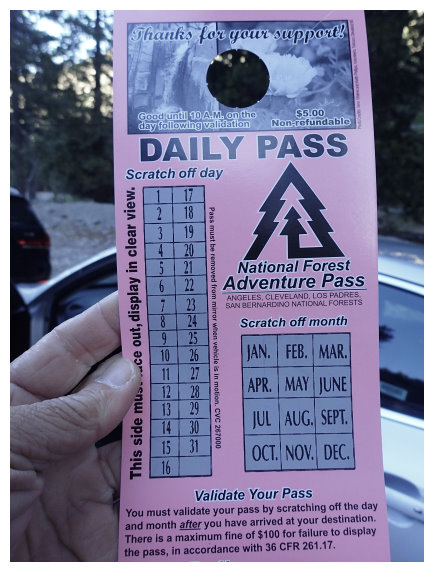 Thanks for your support!
Good until 10 A.M. on the
day following validation
$5.00
Non-refundable
DAILY PASS
Scratch off day
1 17
2 18
3 19
4 20
5 21
6 22
7 23
8 24
9 25
10 26
11 27
12 28
13 29
14 30
15 31
16
This side must face out, display in clear view.
Pass must be removed from mirror when vehicle is in motion. CVC 267000
National Forest
Adventure Pass
ANGELES, CLEVELAND, LOS PADRES,
SAN BERNARDINO NATIONAL FORESTS
Scratch off month
JAN. FEB. MAR.
APR. MAY JUNE
JUL AUG. SEPT.
OCT. NOV. DEC.
Validate Your Pass
You must validate your pass by scratching off the day
and month after you have arrived at your destination.
There is a maximum fine of $100 for failure to display
the pass, in accordance with 36 CFR 261.17.